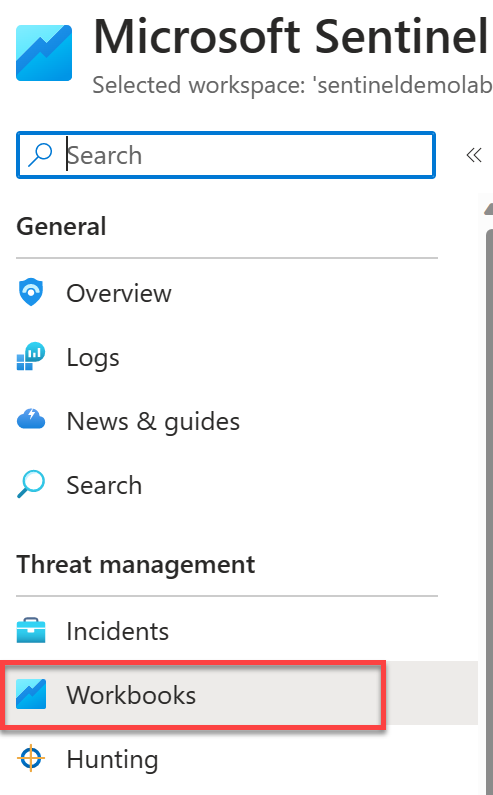 Microsoft Sentinel
Selected workspace: 'sentineldemolab
Search
«
General
Overview
Logs
News & guides
Search
Threat management
Incidents
Workbooks
Hunting